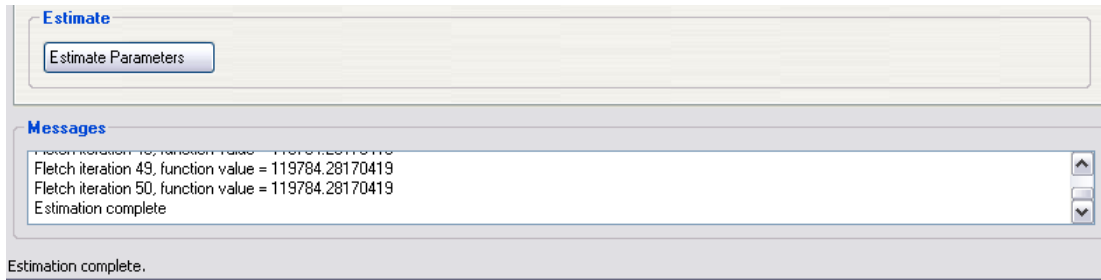 Estimate
Estimate Parameters
Messages
Fletch iteration 49, function value = 119784.28170419
Fletch iteration 50, function value = 119784.28170419
Estimation complete
Estimation complete.